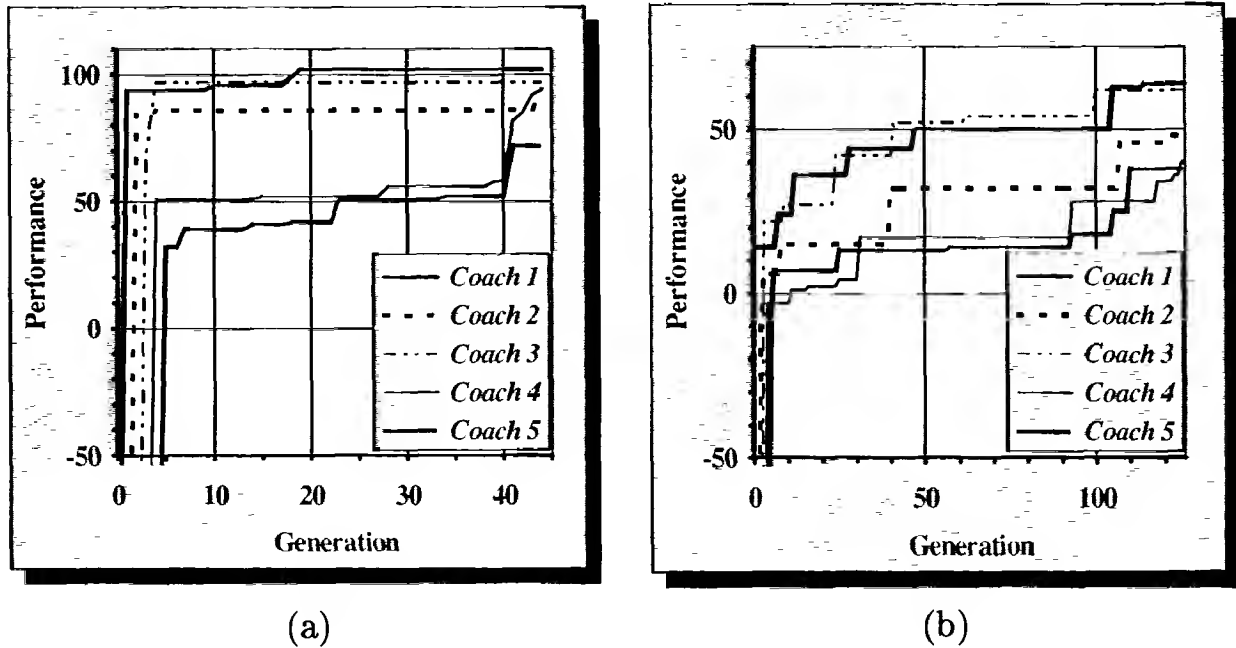 Performance
100
50
0
-50
0
10
20
30
40
Generation
Coach 1
Coach 2
Coach 3
Coach 4
Coach 5
(a)
Performance
50
0
-50
0
50
100
Generation
Coach 1
Coach 2
Coach 3
Coach 4
Coach 5
(b)